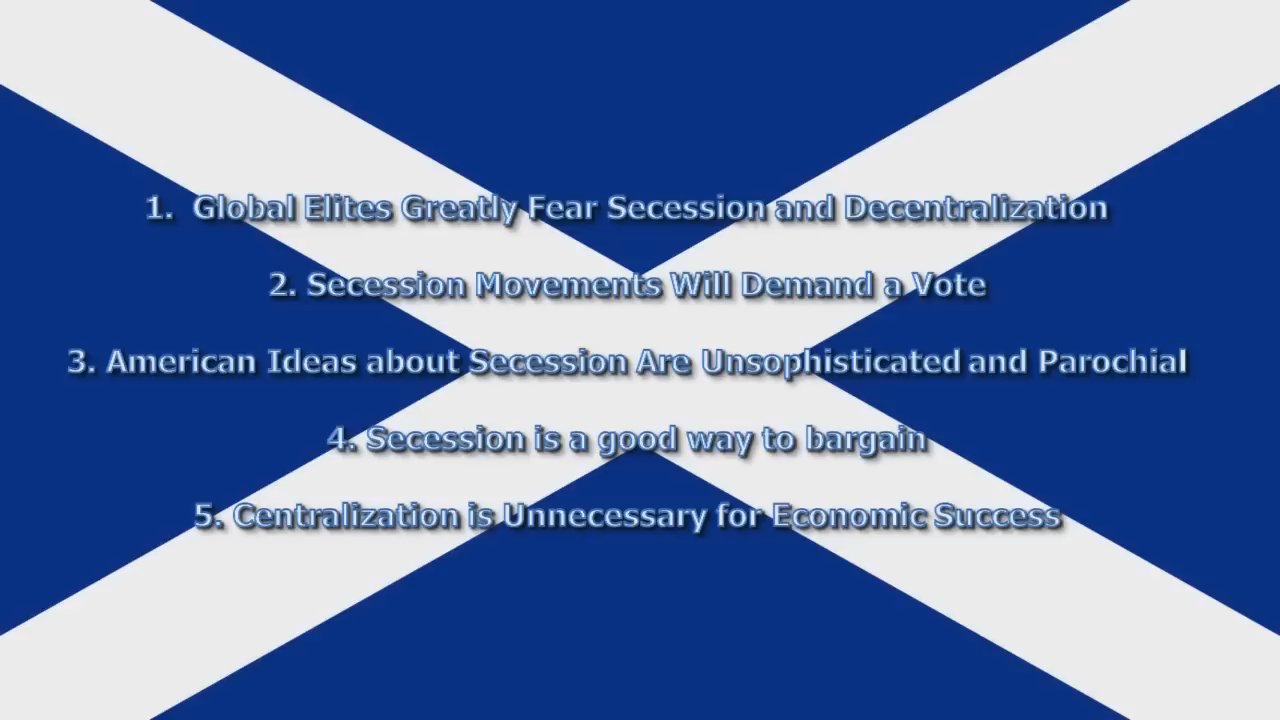 1.  Global Elites Greatly Fear Secession and Decentralization
2. Secession Movements Will Demand a Vote
3. American Ideas about Secession Are Unsophisticated and Parochial
4. Secession is a good way to bargain
5. Centralization is Unnecessary for Economic Success